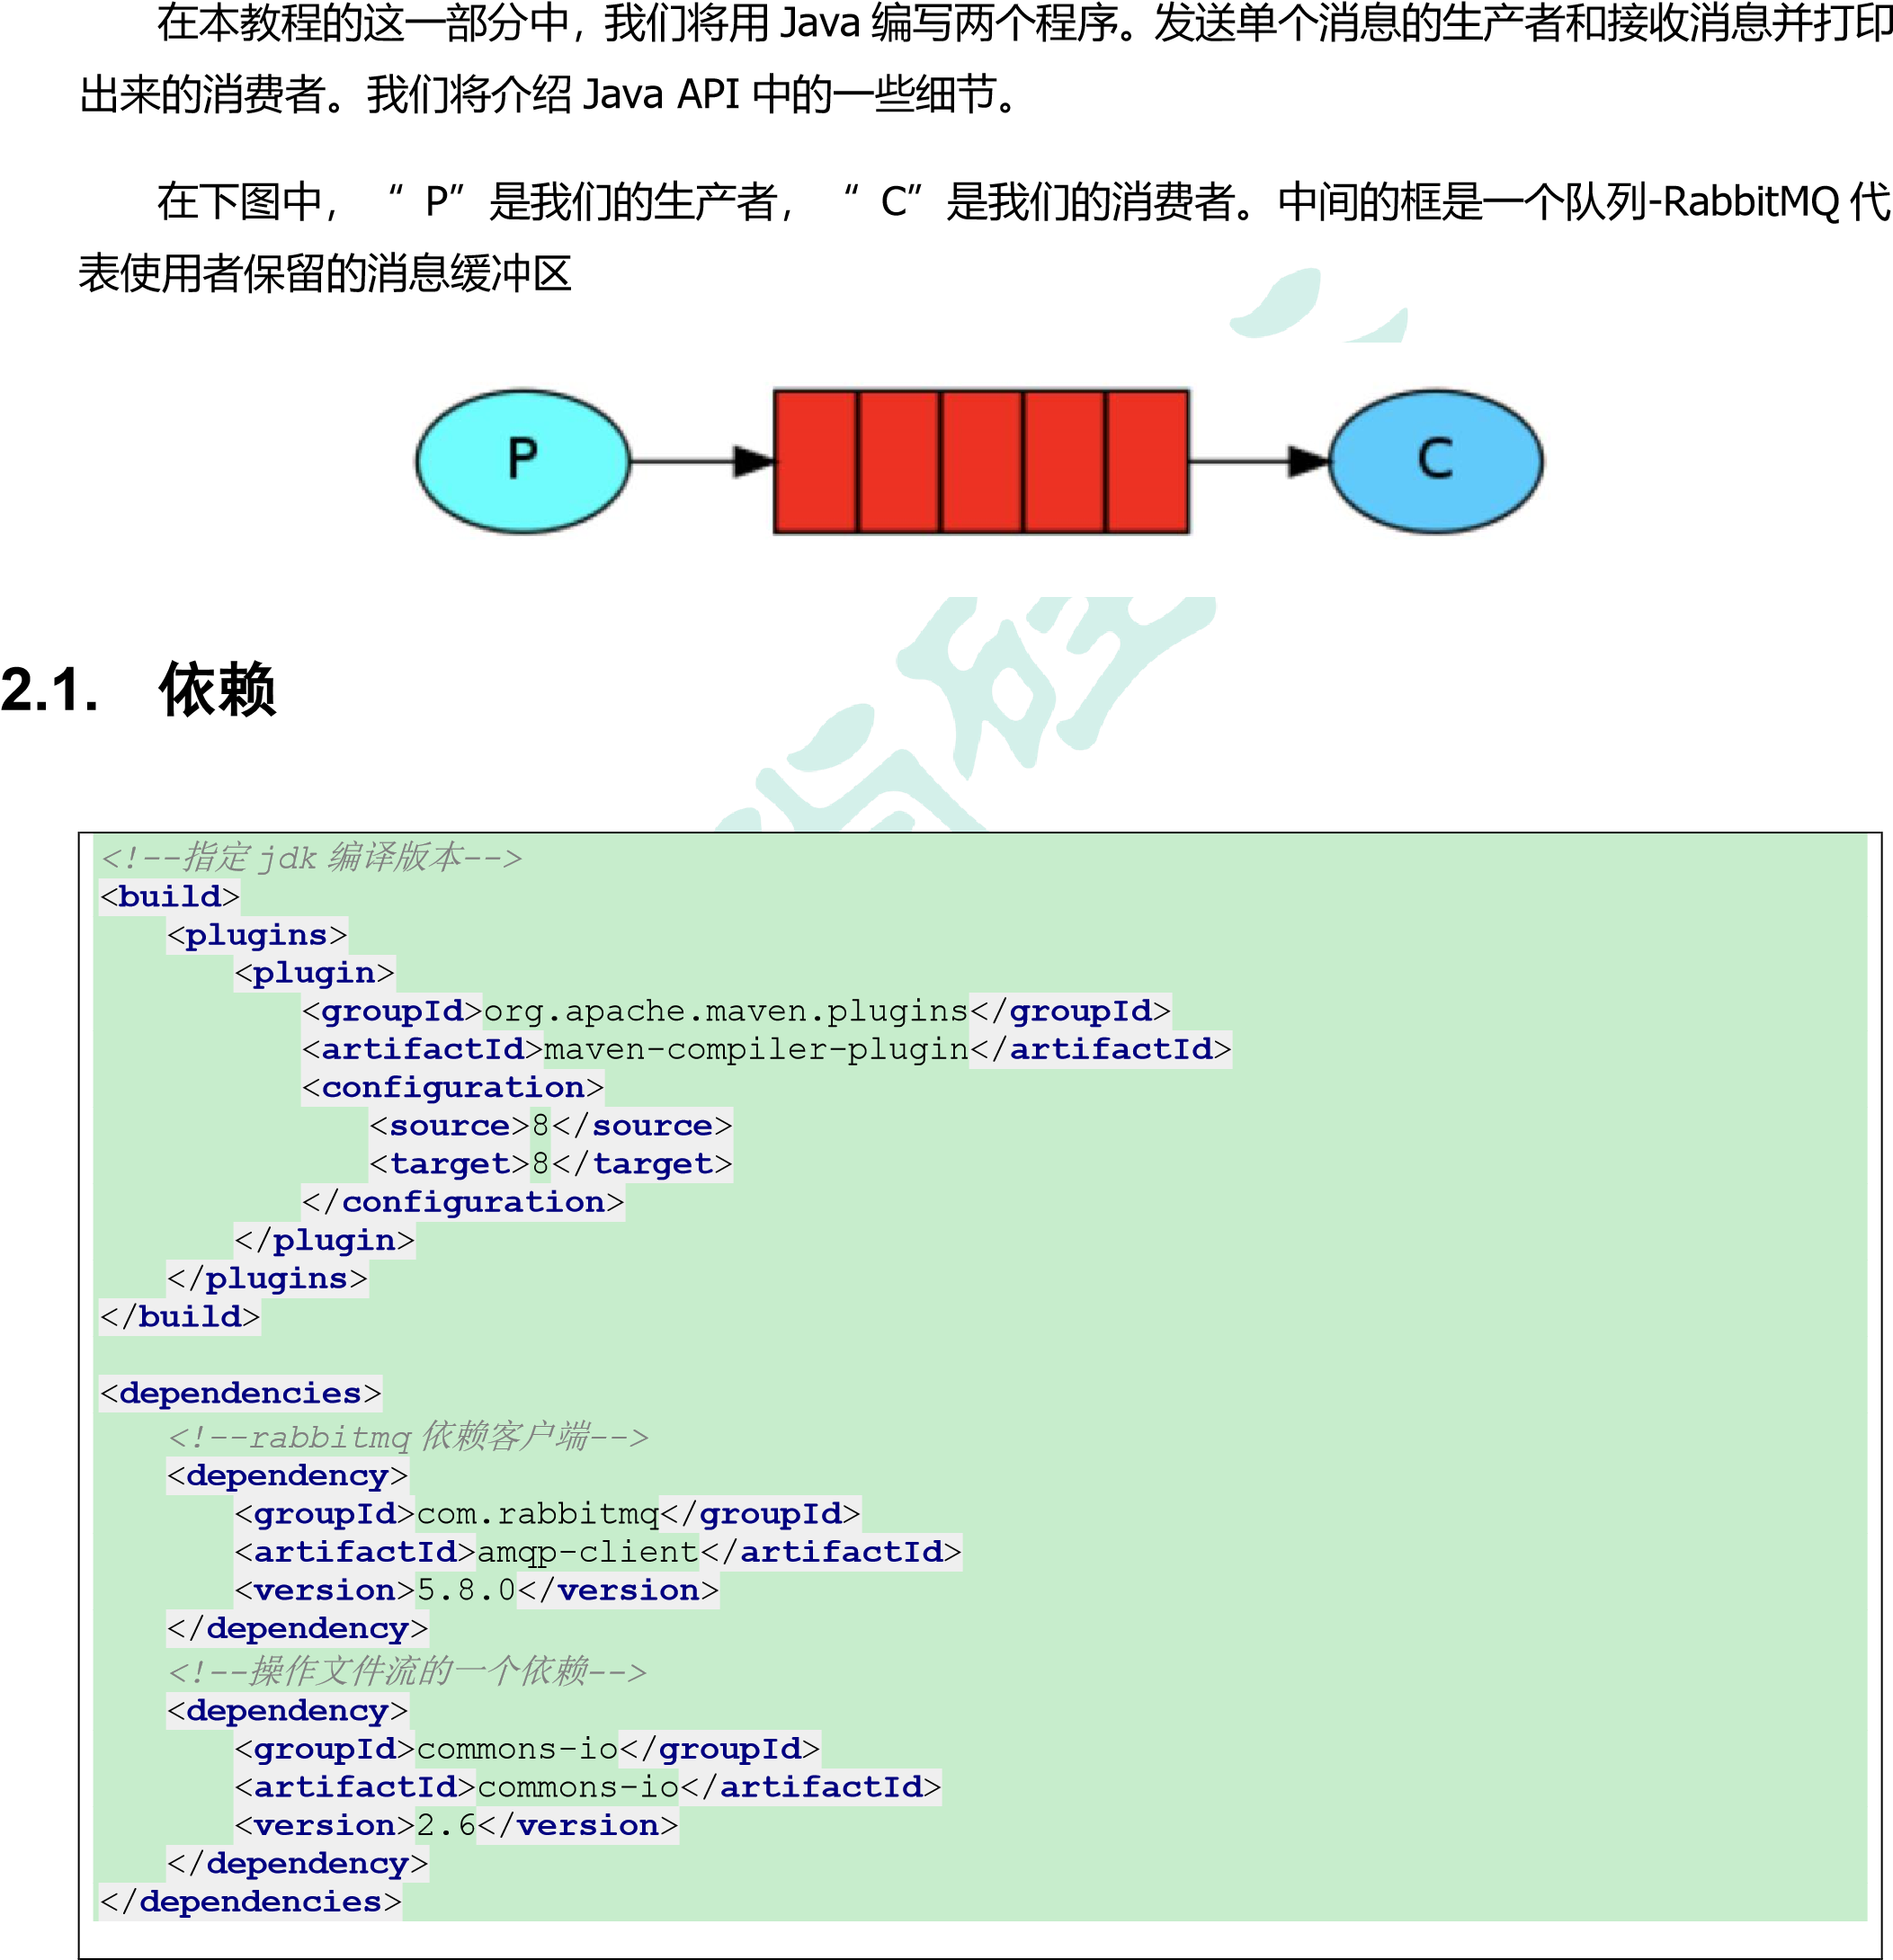 在本教程的这一部分中，我们将用 Java 编写两个程序。发送单个消息的生产者和接收消息并打印
出来的消费者。我们将介绍 Java API 中的一些细节。
在下图中，“ P”是我们的生产者，“ C”是我们的消费者。中间的框是一个队列-RabbitMQ 代
表使用者保留的消息缓冲区
P C
2.1. 依赖
<!--指定 jdk 编译版本-->
<build>
    <plugins>
        <plugin>
            <groupId>org.apache.maven.plugins</groupId>
            <artifactId>maven-compiler-plugin</artifactId>
            <configuration>
                <source>8</source>
                <target>8</target>
            </configuration>
        </plugin>
    </plugins>
</build>
<dependencies>
    <!--rabbitmq 依赖客户端-->
    <dependency>
        <groupId>com.rabbitmq</groupId>
        <artifactId>amqp-client</artifactId>
        <version>5.8.0</version>
    </dependency>
    <!--操作文件流的一个依赖-->
    <dependency>
        <groupId>commons-io</groupId>
        <artifactId>commons-io</artifactId>
        <version>2.6</version>
    </dependency>
</dependencies>